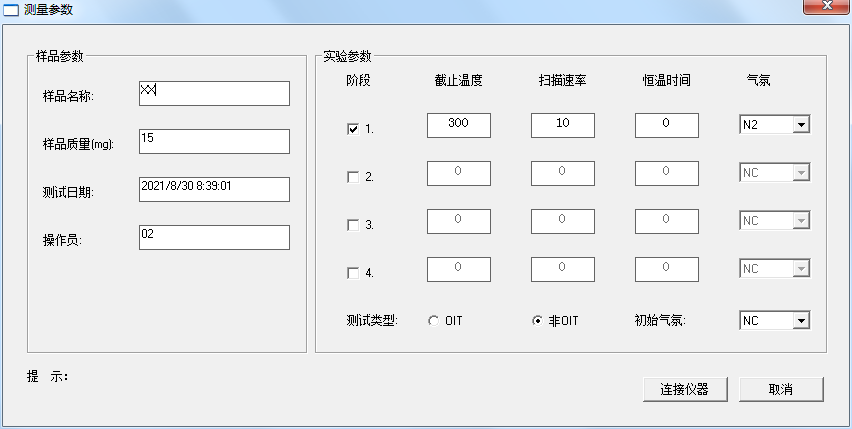 测量参数
样品参数
样品名称:
XX
样品质量(mg):
15
测试日期:
2021/8/30 8:39:01
操作员:
02
实验参数
阶段 截止温度 扫描速率 恒温时间 气氛
1. 300 10 0 N2
2. 0 0 0 NC
3. 0 0 0 NC
4. 0 0 0 NC
测试类型: OIT 非OIT 初始气氛: NC
提 示:
连接仪器 取消